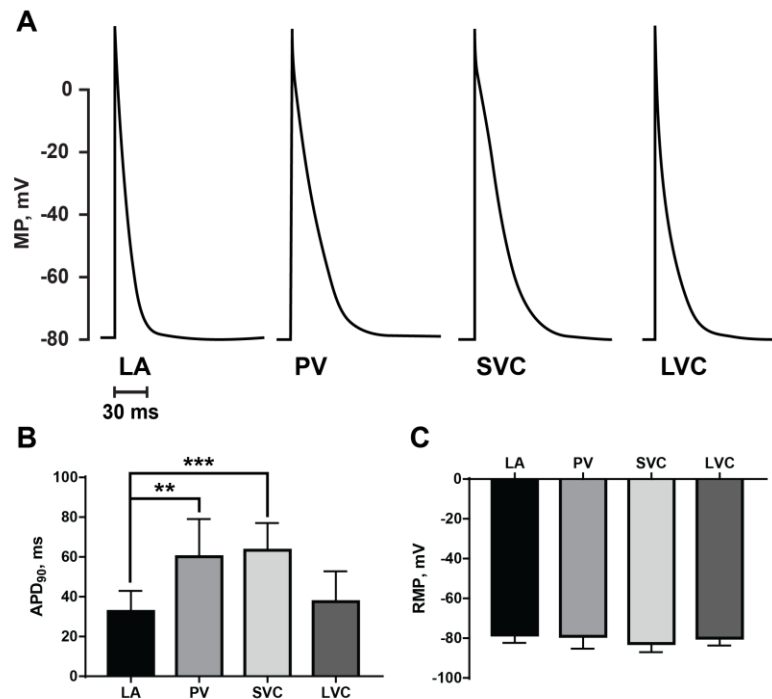 A
0
-20
-40
-60
-80
MP, mV
LA PV SVC LVC
30 ms
B
***
**
100
80
60
40
20
0
APD90, ms
LA PV SVC LVC
C
LA PV SVC LVC
0
-20
-40
-60
-80
-100
RMP, mV